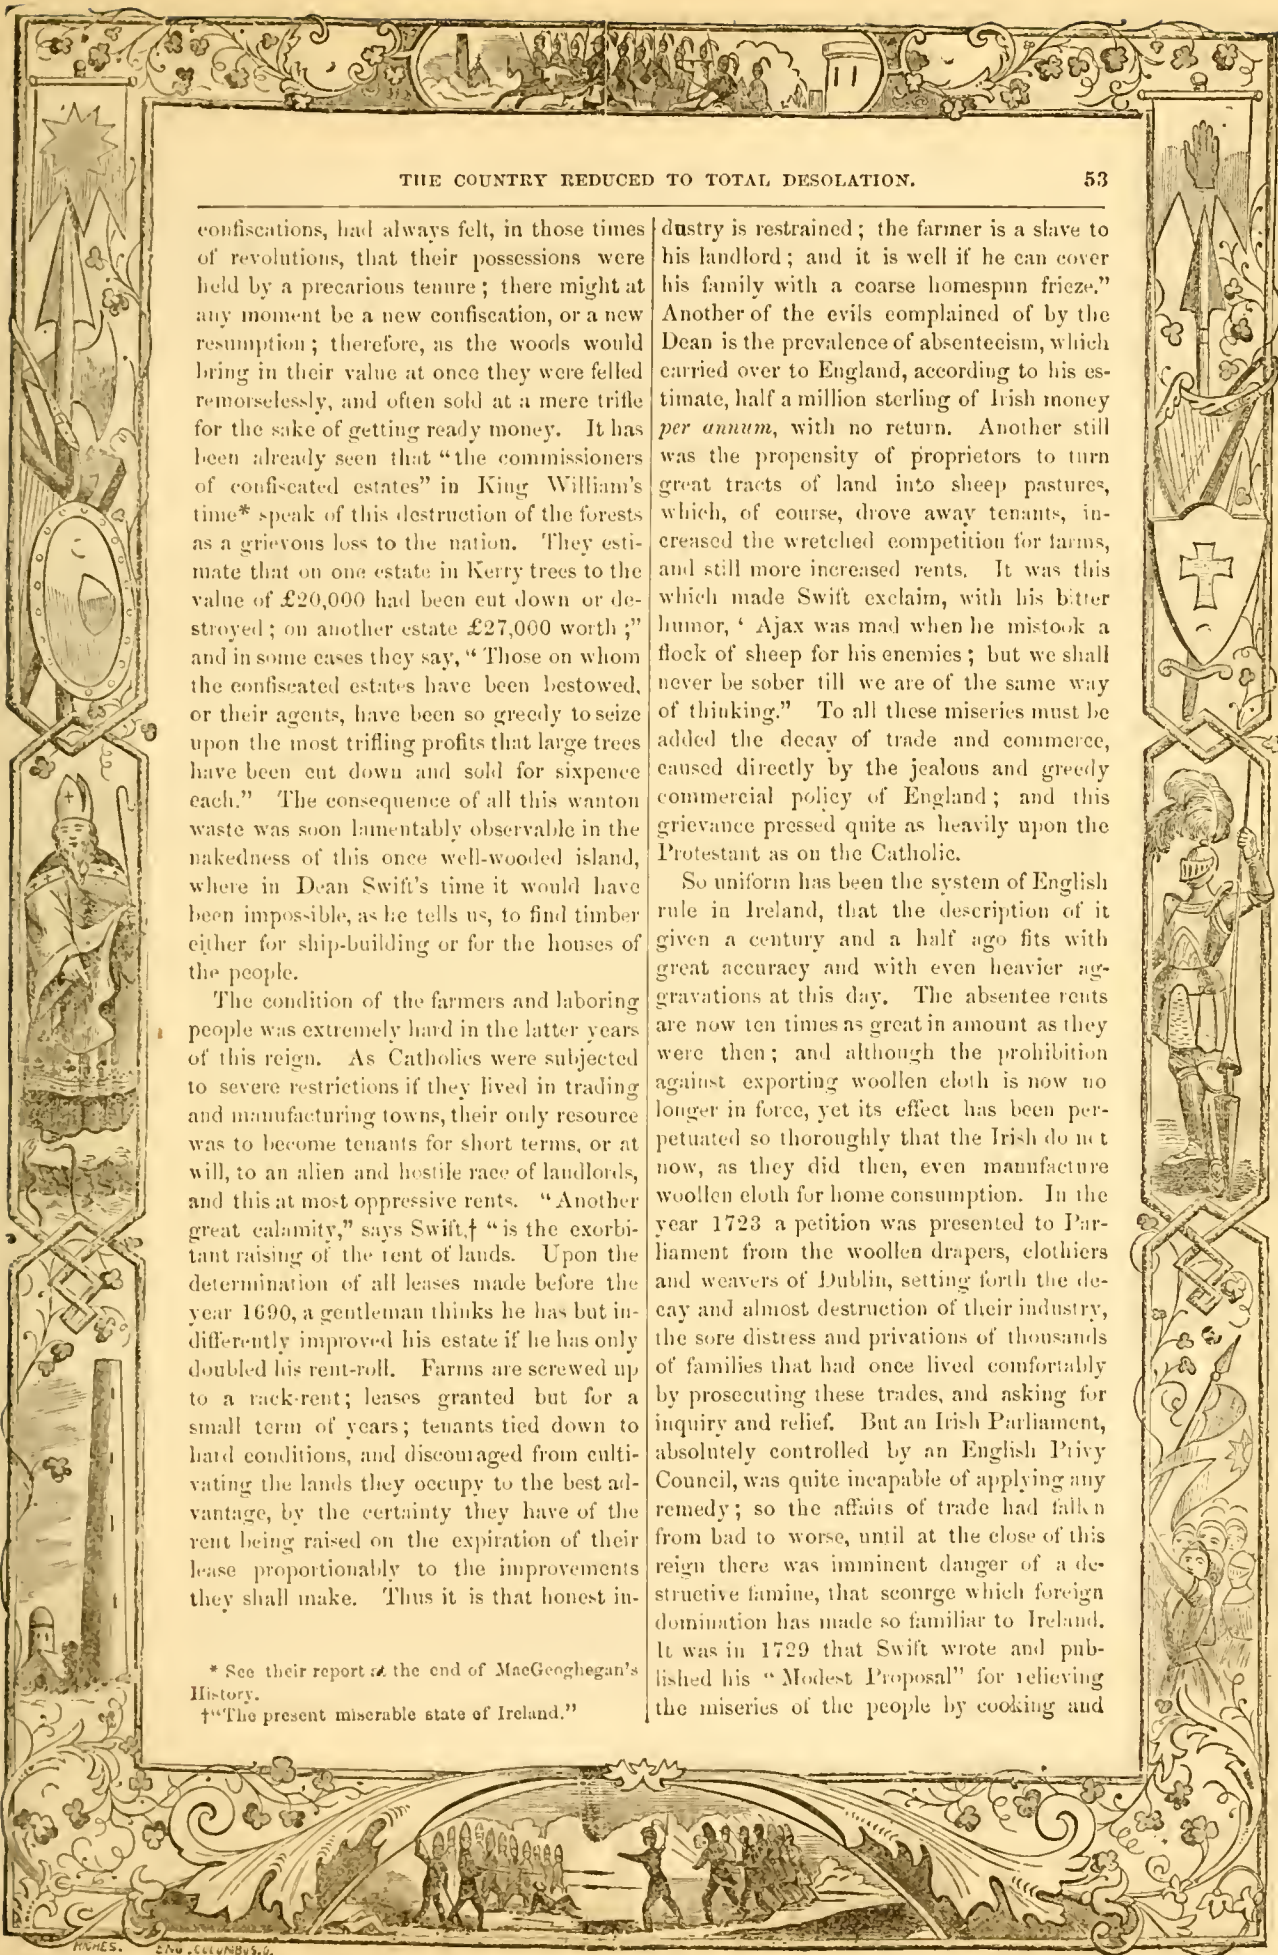 THE COUNTRY REDUCED TO TOTAL DESOLATION. 53
confiscations, had always felt, in those times
of revolutions, that their possessions were
held by a precarious tenure ; there might at
any moment be a new confiscation, or a new
resumption ; therefore, as the woods would
bring in their value at once they were felled
remorselessly, and often sold at a mere trifle
for the sake of getting ready money. It has
been already seen that “the commissioners
of confiscated estates” in King William's
time* speak of this destruction of the forests
as a grievous loss to the nation. They esti-
mate that on one estate in Kerry trees to the
value of £20,000 had been cut down or de-
stroyed ; on another estate £27,000 worth ;”
and in some cases they say, “ Those on whom
the confiscated estates have been bestowed,
or their agents, have been so greedy to seize
upon the most trifling profits that large trees
have been cut down and sold for sixpence
each.” The consequence of all this wanton
waste was soon lamentably observable in the
nakedness of this once well-wooded island,
where in Dean Swift's time it would have
been impossible, as he tells us, to find timber
either for ship-building or for the houses of
the people.
The condition of the farmers and laboring
people was extremely hard in the latter years
of this reign. As Catholics were subjected
to severe restrictions if they lived in trading
and manufacturing towns, their only resource
was to become tenants for short terms, or at
will, to an alien and hostile race of landlords,
and this at most oppressive rents. “ Another
great calamity,” says Swift,† “ is the exorbi-
tant raising of the rent of lands. Upon the
determination of all leases made before the
year 1690, a gentleman thinks he has but in-
differently improved his estate if he has only
doubled his rent-roll. Farms are screwed up
to a rack-rent ; leases granted but for a
small term of years ; tenants tied down to
hard conditions, and discouraged from culti-
vating the lands they occupy to the best ad-
vantage, by the certainty they have of the
rent being raised on the expiration of their
lease proportionably to the improvements
they shall make. Thus it is that honest in-
* See their report at the end of MacGeoghegan's
History.
†“The present miserable state of Ireland.”
dustry is restrained ; the farmer is a slave to
his landlord ; and it is well if he can cover
his family with a coarse homespun frieze.”
Another of the evils complained of by the
Dean is the prevalence of absenteeism, which
carried over to England, according to his es-
timate, half a million sterling of Irish money
per annum, with no return. Another still
was the propensity of proprietors to turn
great tracts of land into sheep pastures,
which, of course, drove away tenants, in-
creased the wretched competition for farms,
and still more increased rents. It was this
which made Swift exclaim, with his bitter
humor, ‘ Ajax was mad when he mistook a
flock of sheep for his enemies ; but we shall
never be sober till we are of the same way
of thinking.” To all these miseries must be
added the decay of trade and commerce,
caused directly by the jealous and greedy
commercial policy of England ; and this
grievance pressed quite as heavily upon the
Protestant as on the Catholic.
So uniform has been the system of English
rule in Ireland, that the description of it
given a century and a half ago fits with
great accuracy and with even heavier ag-
gravations at this day. The absentee rents
are now ten times as great in amount as they
were then ; and although the prohibition
against exporting woollen cloth is now no
longer in force, yet its effect has been per-
petuated so thoroughly that the Irish do not
now, as they did then, even manufacture
woollen cloth for home consumption. In the
year 1723 a petition was presented to Par-
liament from the woollen drapers, clothiers
and weavers of Dublin, setting forth the de-
cay and almost destruction of their industry,
the sore distress and privations of thousands
of families that had once lived comfortably
by prosecuting these trades, and asking for
inquiry and relief. But an Irish Parliament,
absolutely controlled by an English Privy
Council, was quite incapable of applying any
remedy ; so the affairs of trade had fallen
from bad to worse, until at the close of this
reign there was imminent danger of a de-
structive famine, that scourge which foreign
domination has made so familiar to Ireland.
It was in 1729 that Swift wrote and pub-
lished his “ Modest Proposal” for relieving
the miseries of the people by cooking and
HUGHES. ENG. COLUMBUS. O.